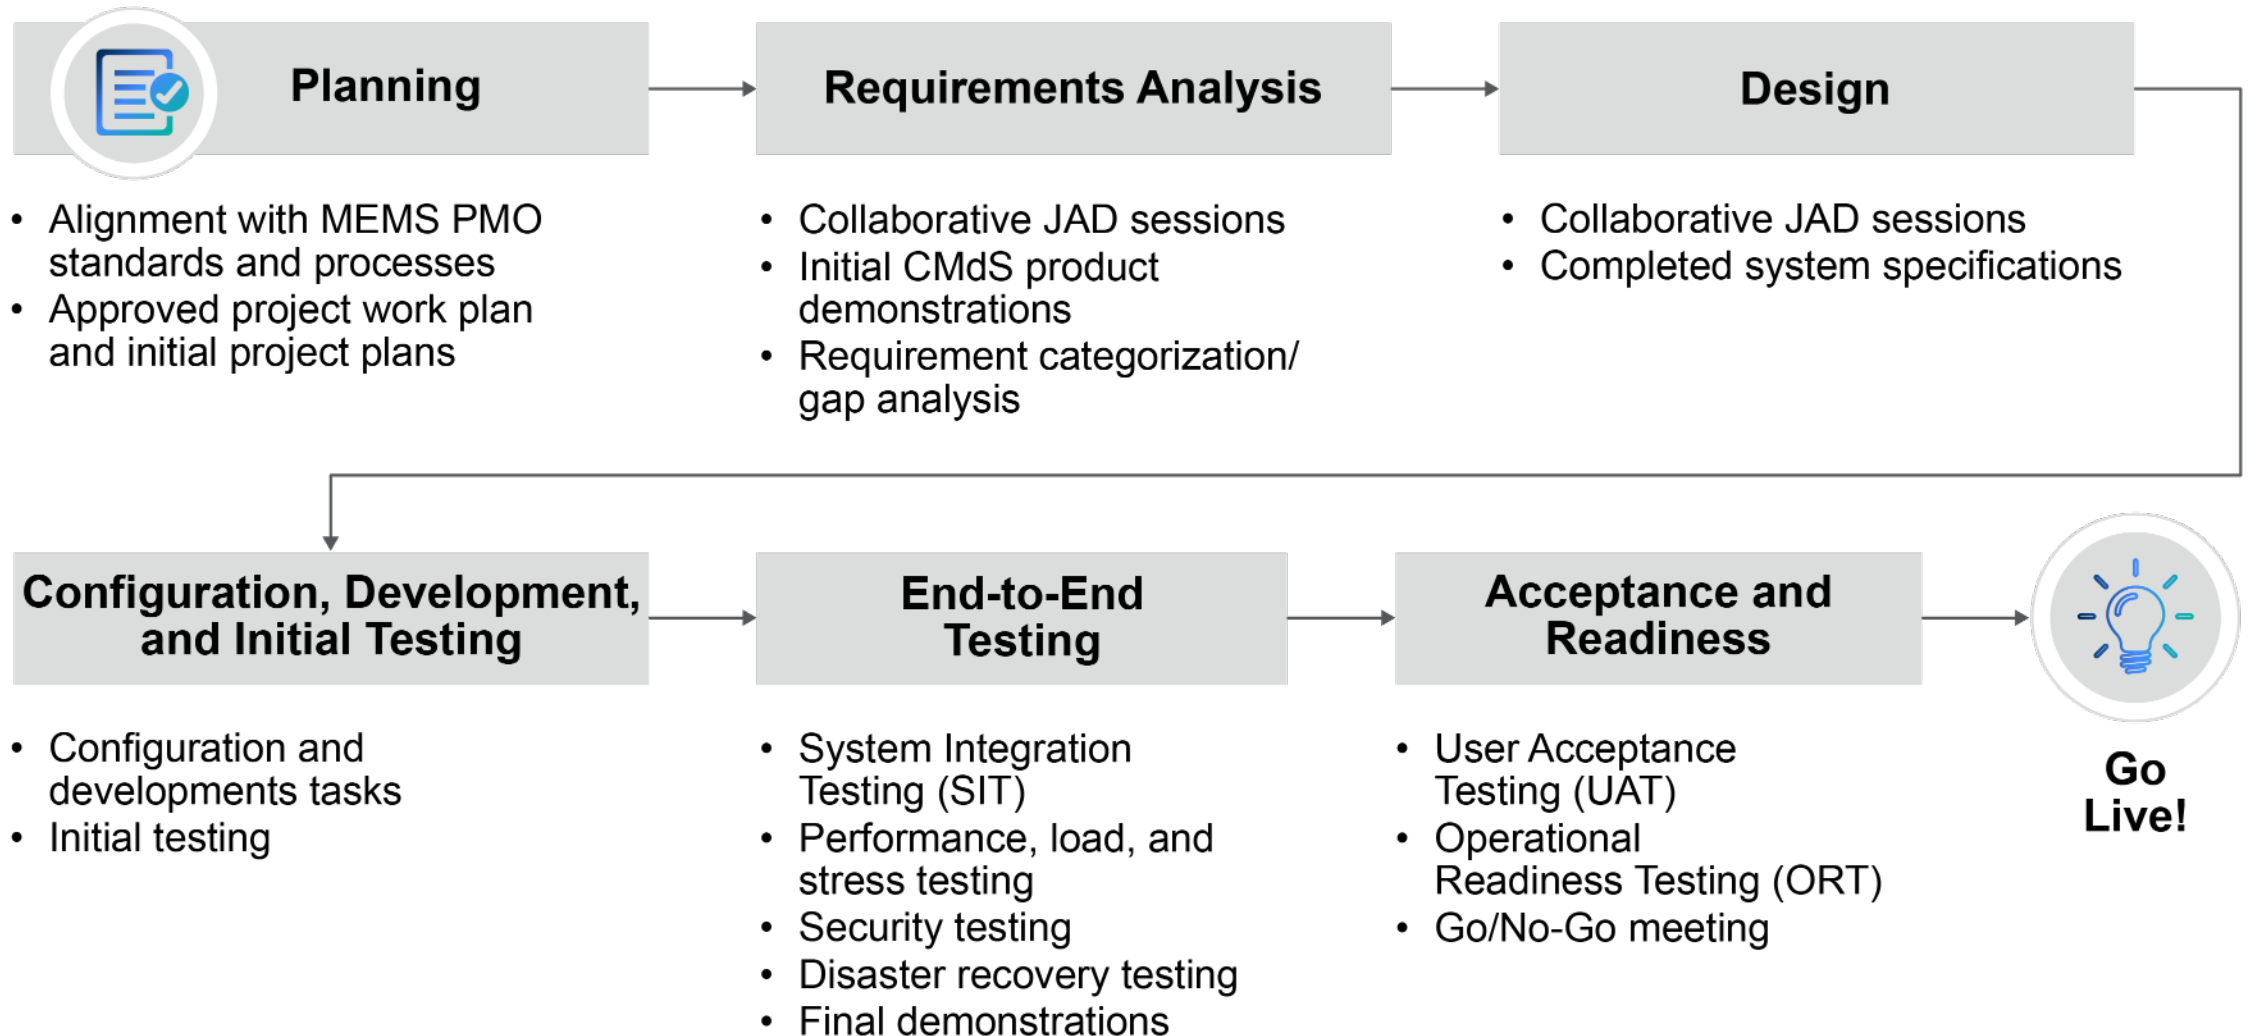 Planning
• Alignment with MEMS PMO
standards and processes
• Approved project work plan
and initial project plans
Requirements Analysis
• Collaborative JAD sessions
• Initial CMdS product
demonstrations
• Requirement categorization/
gap analysis
Design
• Collaborative JAD sessions
• Completed system specifications
Configuration, Development,
and Initial Testing
• Configuration and
developments tasks
• Initial testing
End-to-End
Testing
• System Integration
Testing (SIT)
• Performance, load, and
stress testing
• Security testing
• Disaster recovery testing
• Final demonstrations
Acceptance and
Readiness
• User Acceptance
Testing (UAT)
• Operational
Readiness Testing (ORT)
• Go/No-Go meeting
Go
Live!